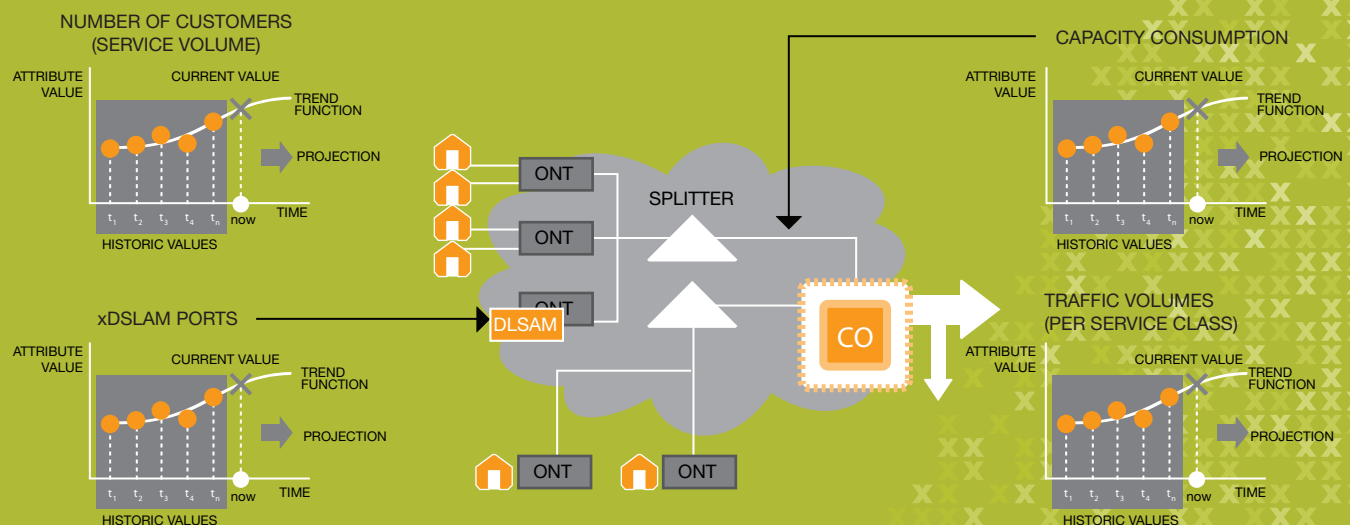 NUMBER OF CUSTOMERS
(SERVICE VOLUME)
ATTRIBUTE
VALUE
CURRENT VALUE
TREND
FUNCTION
PROJECTION
t1 t2 t3 t4 tn now TIME
HISTORIC VALUES
xDSLAM PORTS
ATTRIBUTE
VALUE
CURRENT VALUE
TREND
FUNCTION
PROJECTION
t1 t2 t3 t4 tn now TIME
HISTORIC VALUES
ONT
ONT
ONT
DLSAM
SPLITTER
CO
ONT
ONT
CAPACITY CONSUMPTION
ATTRIBUTE
VALUE
CURRENT VALUE
TREND
FUNCTION
PROJECTION
t1 t2 t3 t4 tn now TIME
HISTORIC VALUES
TRAFFIC VOLUMES
(PER SERVICE CLASS)
ATTRIBUTE
VALUE
CURRENT VALUE
TREND
FUNCTION
PROJECTION
t1 t2 t3 t4 tn now TIME
HISTORIC VALUES